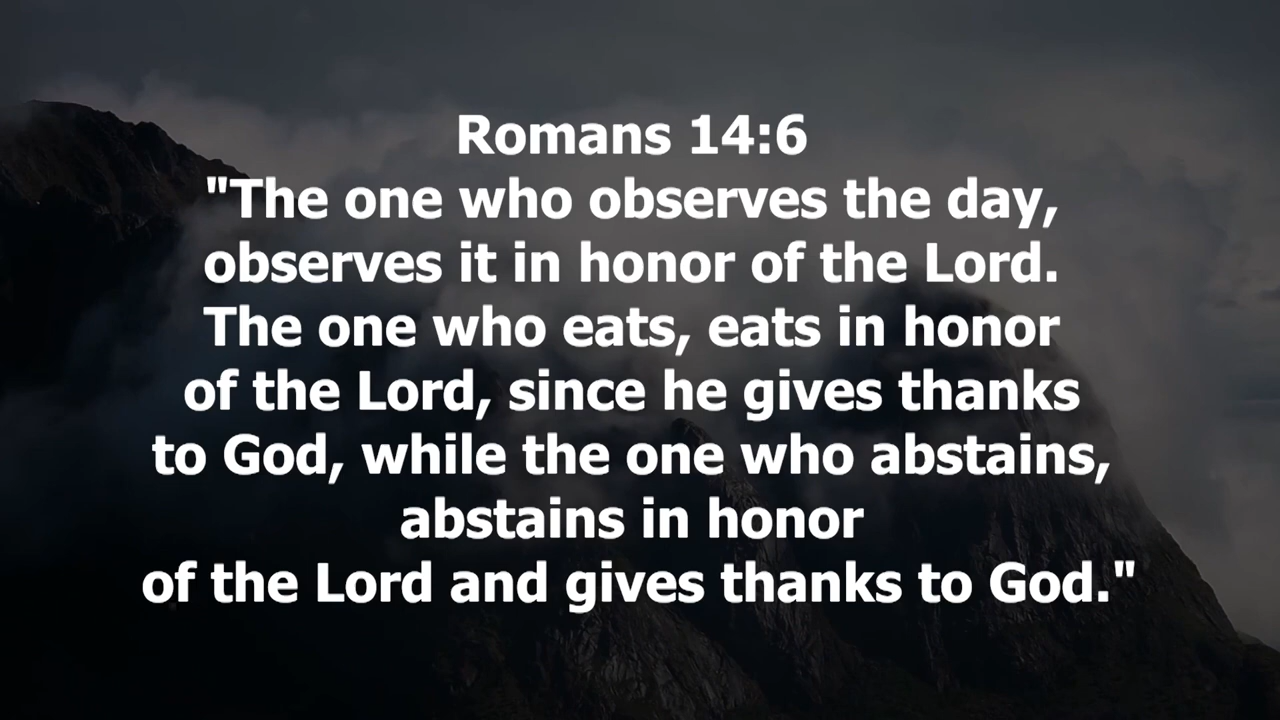 Romans 14:6
"The one who observes the day,
observes it in honor of the Lord.
The one who eats, eats in honor
of the Lord, since he gives thanks
to God, while the one who abstains,
abstains in honor
of the Lord and gives thanks to God."